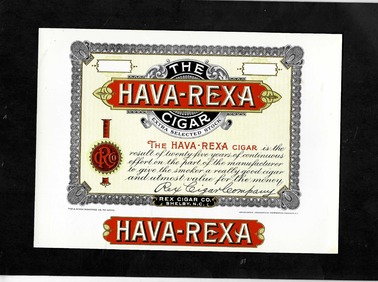 THE
HAVA-REXA
CIGAR
EXTRA SELECTED STOCK
THE HAVA-REXA CIGAR is the
result of twenty five years of continuous
effort on the part of the manufacturer
to give the smoker a really good cigar
and utmost value for the money.
Rex Cigar Company
REX CIGAR CO.
SHELBY, N.C.
HAVA-REXA